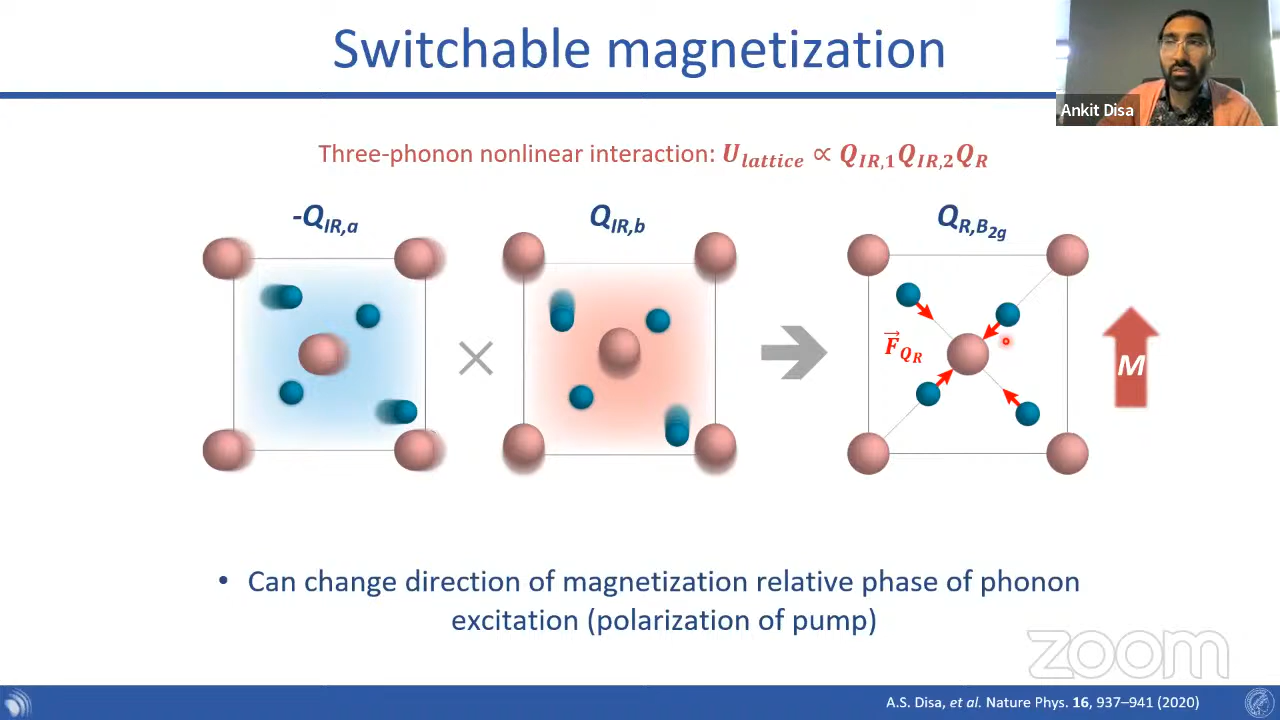 Switchable magnetization
Ankit Disa
Three-phonon nonlinear interaction: U_lattice ∝ Q_IR,1 Q_IR,2 Q_R
-Q_IR,a
Q_IR,b
Q_R,B_2g
F⃗_Q_R
M
• Can change direction of magnetization relative phase of phonon
excitation (polarization of pump)
zoom
A.S. Disa, et al. Nature Phys. 16, 937–941 (2020)